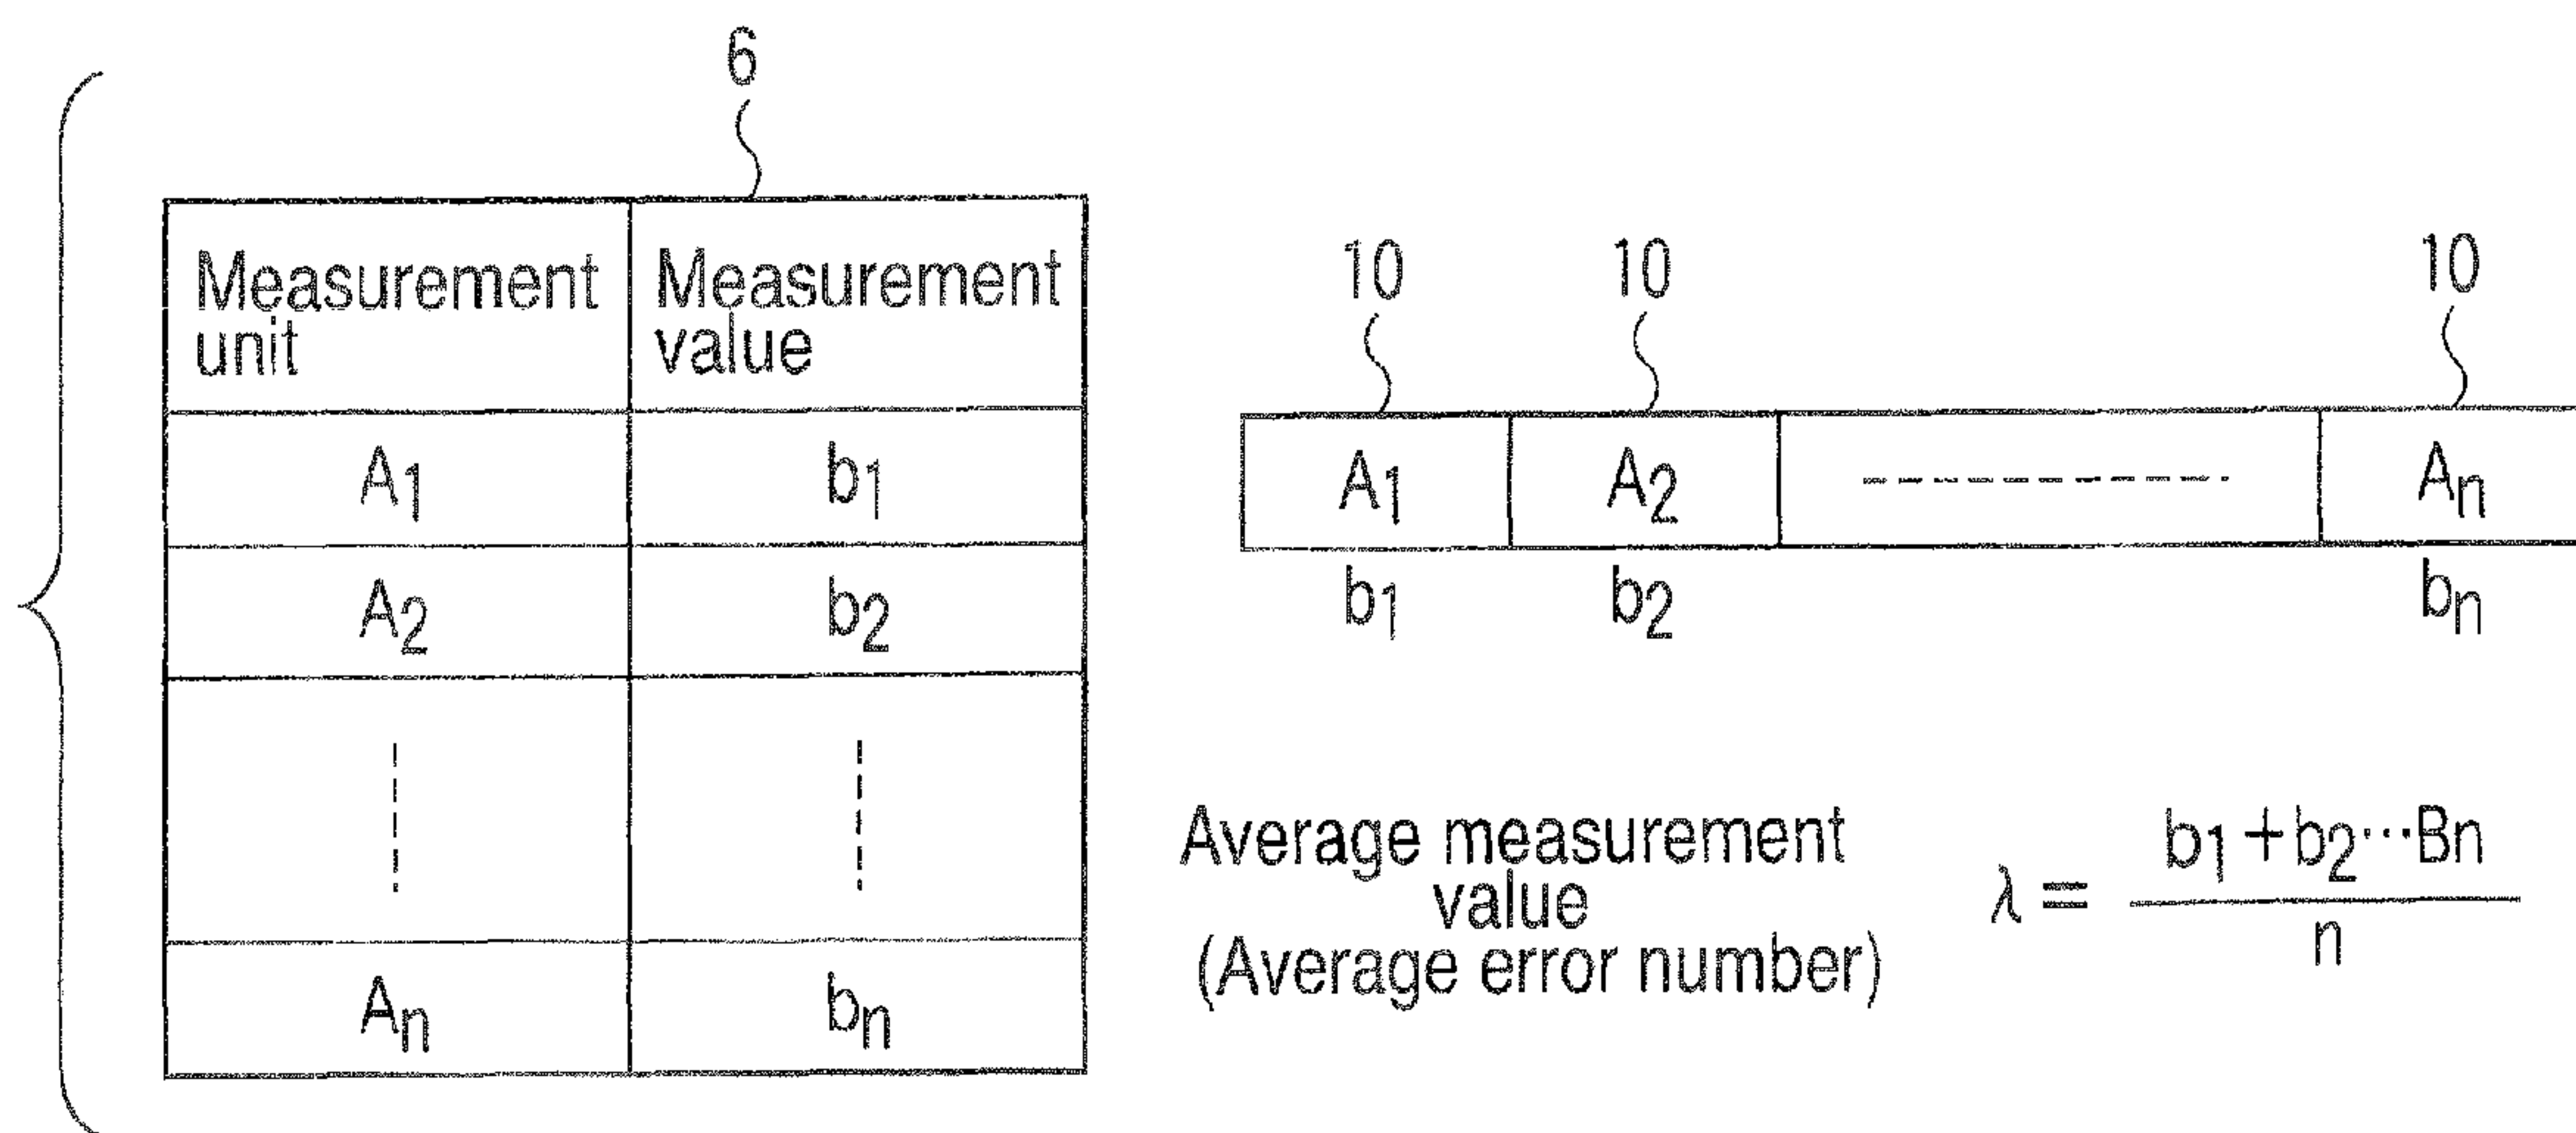 6
Measurement unit
Measurement value
A1
b1
A2
b2
An
bn
10
10
10
A1
A2
An
b1
b2
bn
Average measurement
value
(Average error number)
λ = b1 + b2 ··· Bn
n